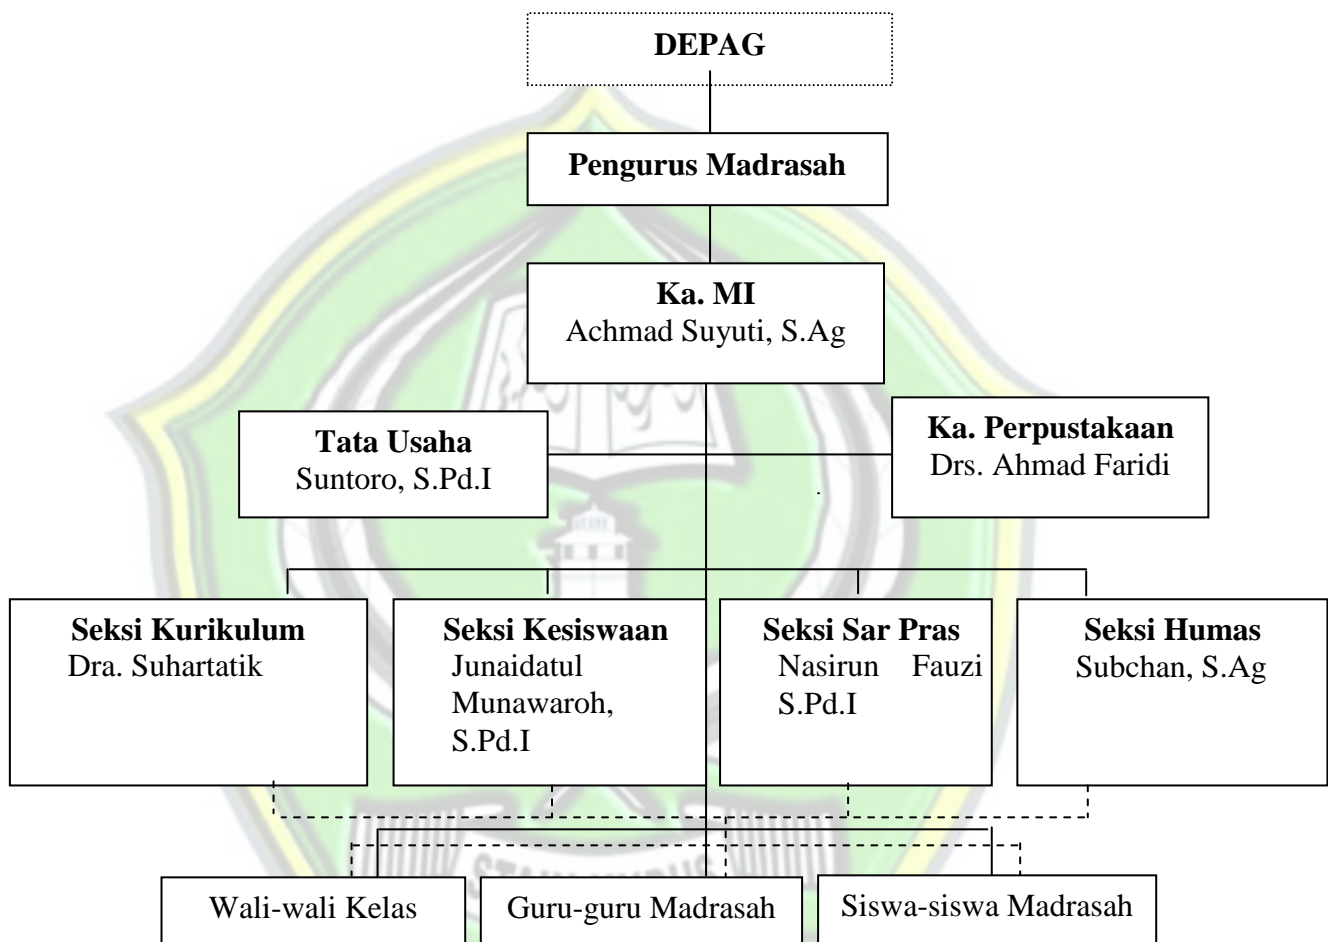 DEPAG
Pengurus Madrasah
Ka. MI
Achmad Suyuti, S.Ag
Tata Usaha
Suntoro, S.Pd.I
Ka. Perpustakaan
Drs. Ahmad Faridi
.
Seksi Kurikulum
Dra. Suhartatik
Seksi Kesiswaan
Junaidatul
Munawaroh,
S.Pd.I
Seksi Sar Pras
Nasirun Fauzi
S.Pd.I
Seksi Humas
Subchan, S.Ag
Wali-wali Kelas
Guru-guru Madrasah
Siswa-siswa Madrasah